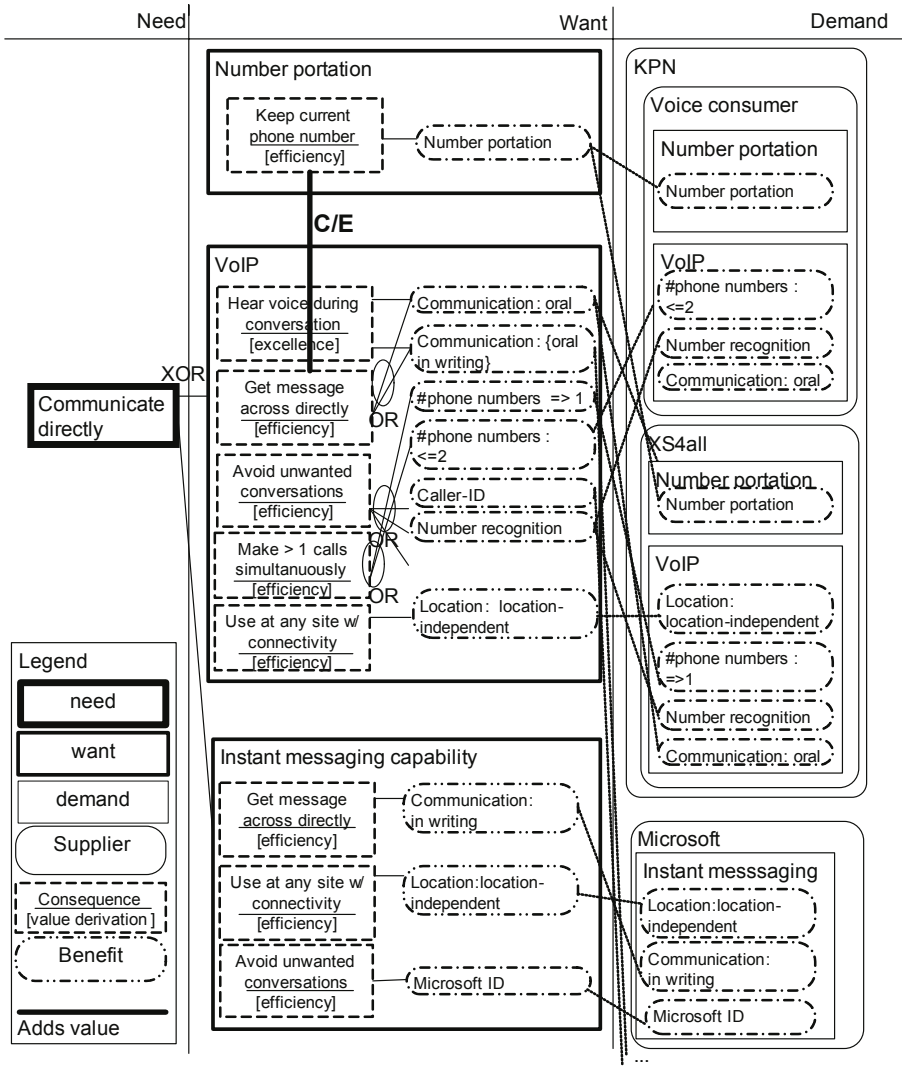 Need
Want
Demand
Communicate
directly
XOR
Number portation
Keep current
phone number
[efficiency]
Number portation
C/E
VoIP
Hear voice during
conversation
[excellence]
Get message
across directly
[efficiency]
Avoid unwanted
conversations
[efficiency]
Make > 1 calls
simultanuously
[efficiency]
Use at any site w/
connectivity
[efficiency]
OR
OR
OR
Communication: oral
Communication: {oral
in writing}
#phone numbers => 1
#phone numbers :
<=2
Caller-ID
Number recognition
Location: location-
independent
Instant messaging capability
Get message
across directly
[efficiency]
Use at any site w/
connectivity
[efficiency]
Avoid unwanted
conversations
[efficiency]
Communication:
in writing
Location:location-
independent
Microsoft ID
KPN
Voice consumer
Number portation
Number portation
VoIP
#phone numbers :
<=2
Number recognition
Communication: oral
XS4all
Number portation
Number portation
VoIP
Location:
location-independent
#phone numbers :
=>1
Number recognition
Communication: oral
Microsoft
Instant messsaging
Location:location-
independent
Communication:
in writing
Microsoft ID
...
Legend
need
want
demand
Supplier
Consequence
[value derivation]
Benefit
Adds value